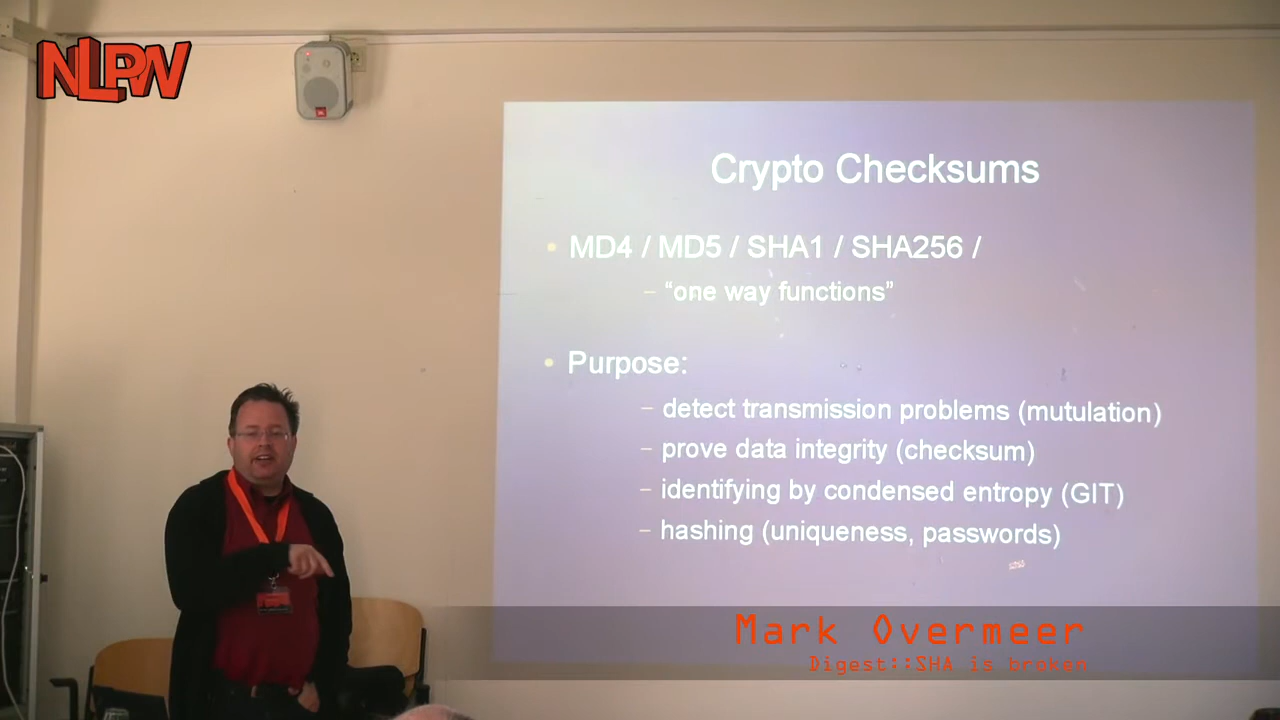 NLPW
Crypto Checksums
• MD4 / MD5 / SHA1 / SHA256 /
– “one way functions”
• Purpose:
– detect transmission problems (mutulation)
– prove data integrity (checksum)
– identifying by condensed entropy (GIT)
– hashing (uniqueness, passwords)
Mark Overmeer
Digest::SHA is broken